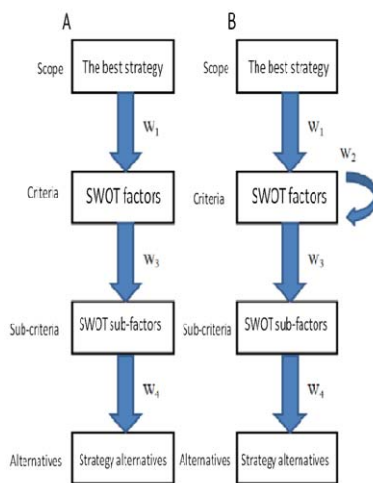 A
Scope
The best strategy
W1
Criteria
SWOT factors
W3
Sub-criteria
SWOT sub-factors
W4
Alternatives
Strategy alternatives
B
Scope
The best strategy
W1
W2
Criteria
SWOT factors
W3
Sub-criteria
SWOT sub-factors
W4
Alternatives
Strategy alternatives